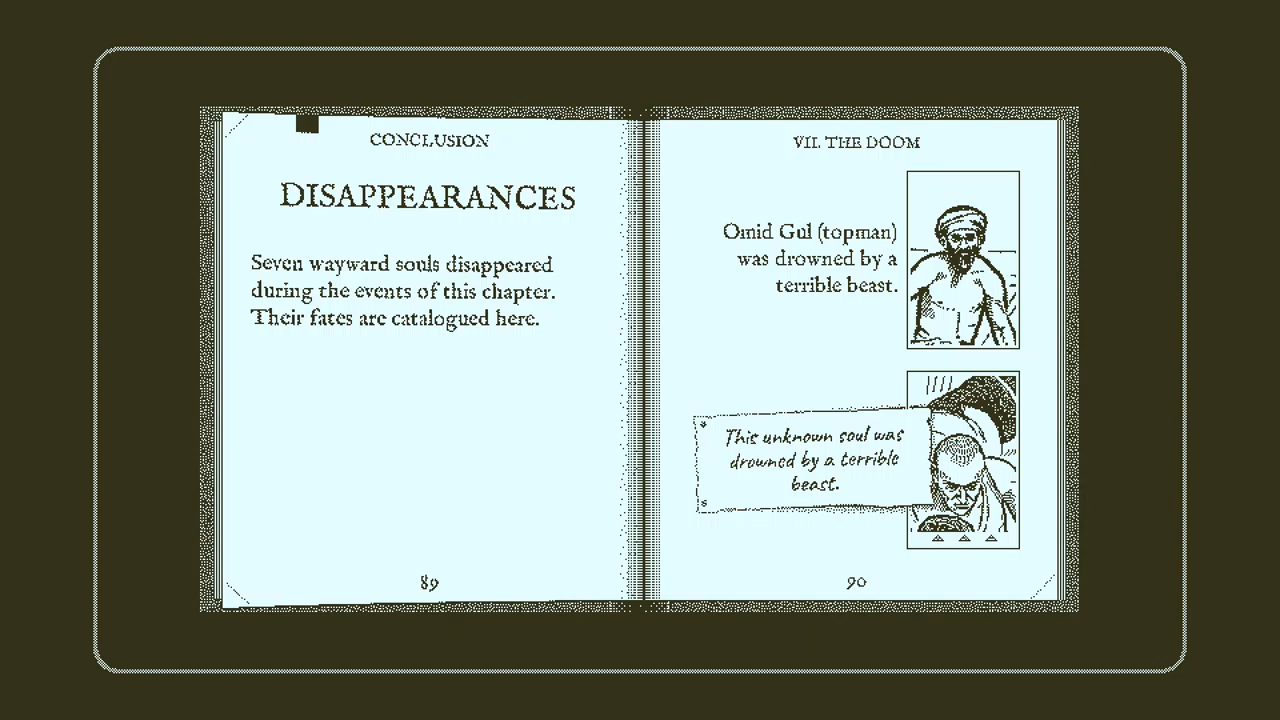 CONCLUSION
DISAPPEARANCES
Seven wayward souls disappeared
during the events of this chapter.
Their fates are catalogued here.
89
VII. THE DOOM
Omid Gul (topman)
was drowned by a
terrible beast.
This unknown soul was
drowned by a terrible
beast.
90